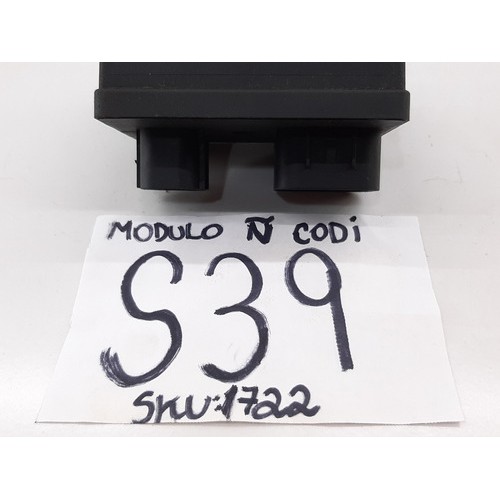 MODULO Ñ CODi
S39
SKU:1722